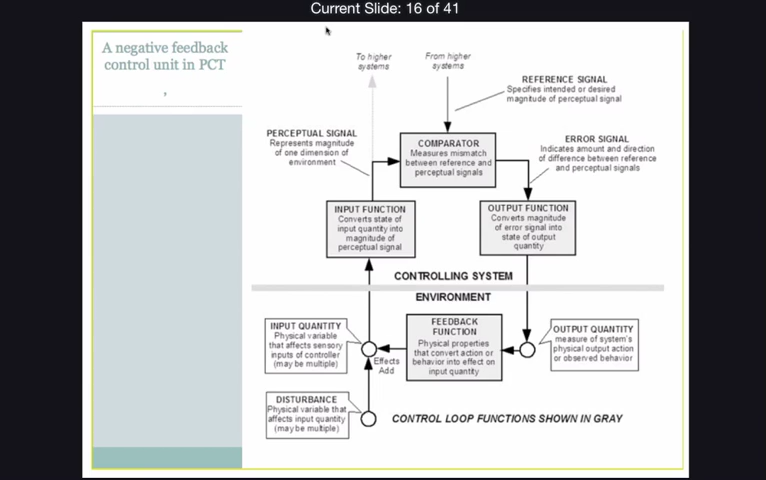 Current Slide: 16 of 41
A negative feedback
control unit in PCT
,
To higher
systems
From higher
systems
REFERENCE SIGNAL
Specifies intended or desired
magnitude of perceptual signal
PERCEPTUAL SIGNAL
Represents magnitude
of one dimension of
environment
COMPARATOR
Measures mismatch
between reference and
perceptual signals
ERROR SIGNAL
Indicates amount and direction
of difference between reference
and perceptual signals
INPUT FUNCTION
Converts state of
input quantity into
magnitude of
perceptual signal
OUTPUT FUNCTION
Converts magnitude
of error signal into
state of output
quantity
CONTROLLING SYSTEM
ENVIRONMENT
INPUT QUANTITY
Physical variable
that affects sensory
inputs of controller
(may be multiple)
FEEDBACK
FUNCTION
Physical properties
that convert action or
behavior into effect on
input quantity
OUTPUT QUANTITY
measure of system's
physical output action
or observed behavior
Effects
Add
DISTURBANCE
Physical variable that
affects input quantity
(may be multiple)
CONTROL LOOP FUNCTIONS SHOWN IN GRAY